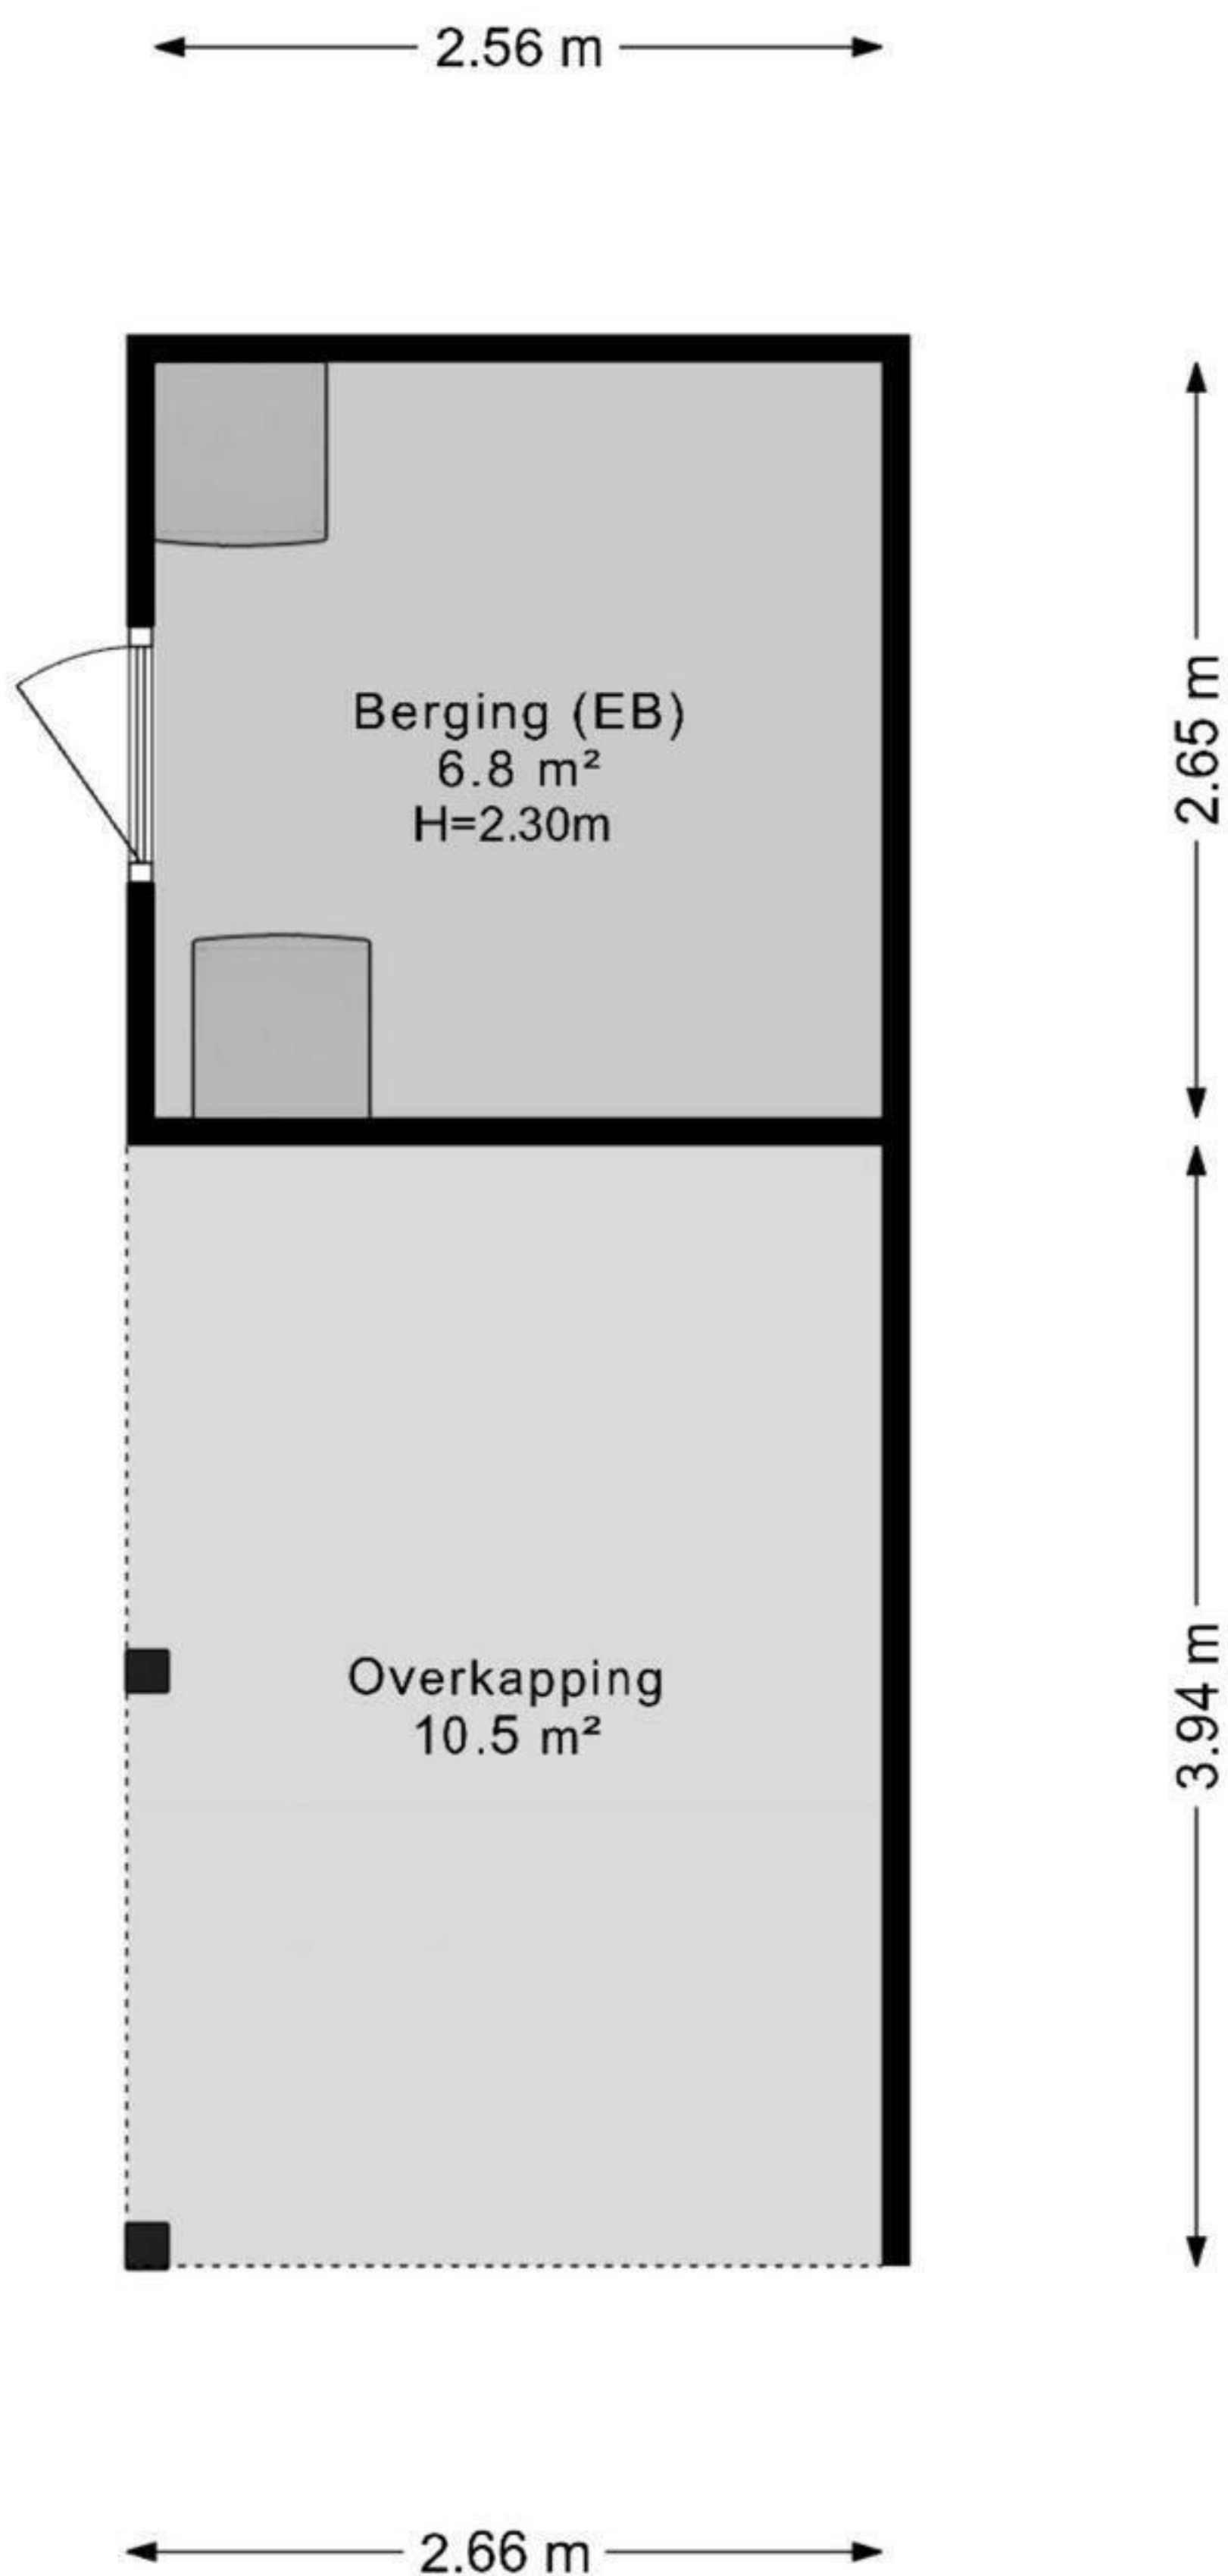 2.56 m
Berging (EB)
6.8 m²
H=2.30m
2.65 m
Overkapping
10.5 m²
3.94 m
2.66 m